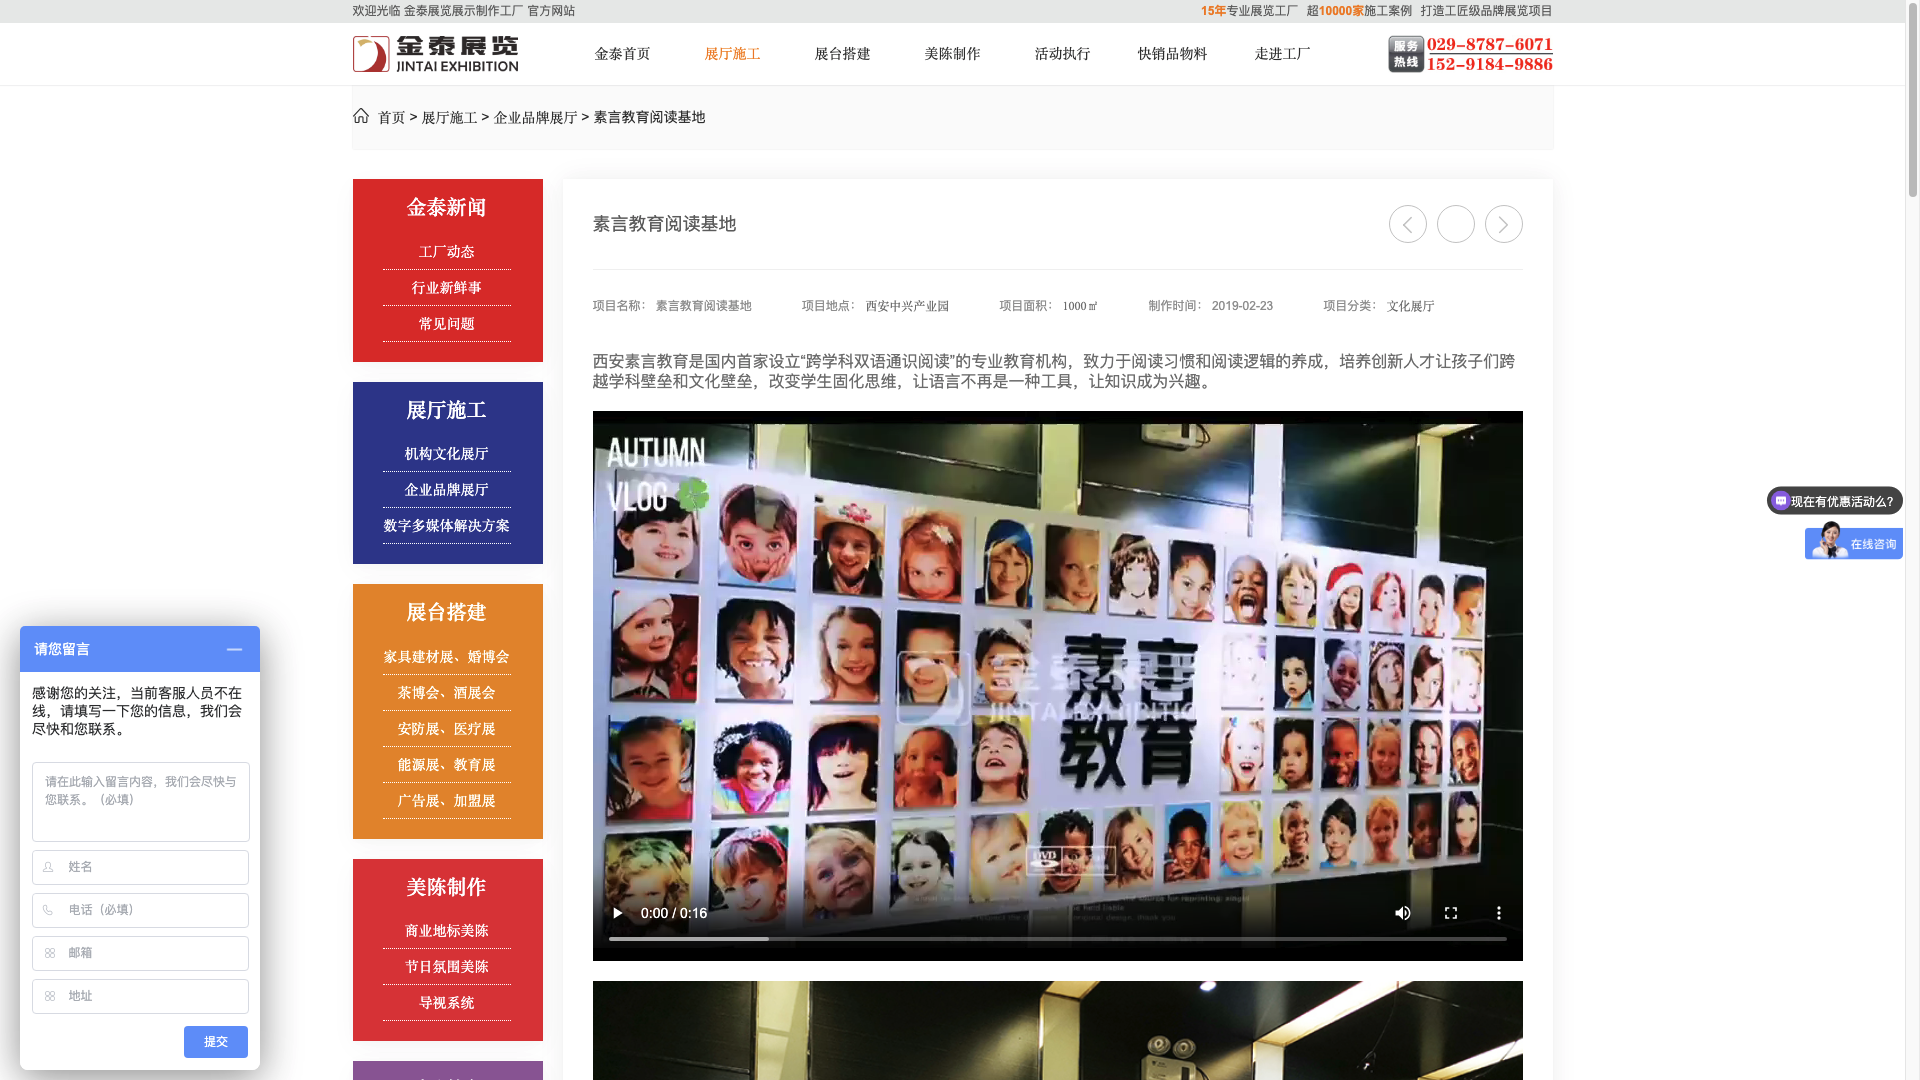 欢迎光临 金泰展览展示制作工厂 官方网站
15年专业展览工厂 超10000家施工案例 打造工匠级品牌展览项目
金泰展览
JINTAI EXHIBITION
金泰首页 展厅施工 展台搭建 美陈制作 活动执行 快销品物料 走进工厂
服务热线
029-8787-6071
152-9184-9886
首页 > 展厅施工 > 企业品牌展厅 > 素言教育阅读基地
金泰新闻
工厂动态
行业新鲜事
常见问题
展厅施工
机构文化展厅
企业品牌展厅
数字多媒体解决方案
展台搭建
家具建材展、婚博会
茶博会、酒展会
安防展、医疗展
能源展、教育展
广告展、加盟展
美陈制作
商业地标美陈
节日氛围美陈
导视系统
素言教育阅读基地
项目名称： 素言教育阅读基地 项目地点： 西安中兴产业园 项目面积： 1000㎡ 制作时间： 2019-02-23 项目分类： 文化展厅
西安素言教育是国内首家设立“跨学科双语通识阅读”的专业教育机构，致力于阅读习惯和阅读逻辑的养成，培养创新人才让孩子们跨
越学科壁垒和文化壁垒，改变学生固化思维，让语言不再是一种工具，让知识成为兴趣。
AUTUMN
VLOG
素言
教育
金泰展览
JINTAI EXHIBITIO
DVD
0:00 / 0:16
现在有优惠活动么？
在线咨询
请您留言
感谢您的关注，当前客服人员不在
线，请填写一下您的信息，我们会
尽快和您联系。
请在此输入留言内容，我们会尽快与
您联系。（必填）
姓名
电话（必填）
邮箱
地址
提交